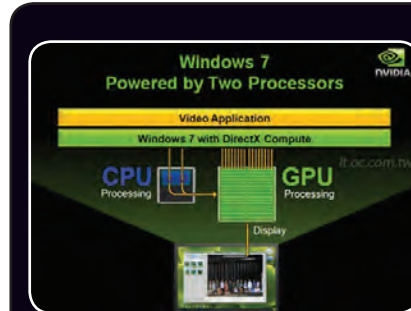 Windows 7
Powered by Two Processors
NVIDIA
Video Application
Windows 7 with DirectX Compute
it.oc.com.tw
CPU
Processing
GPU
Processing
Display